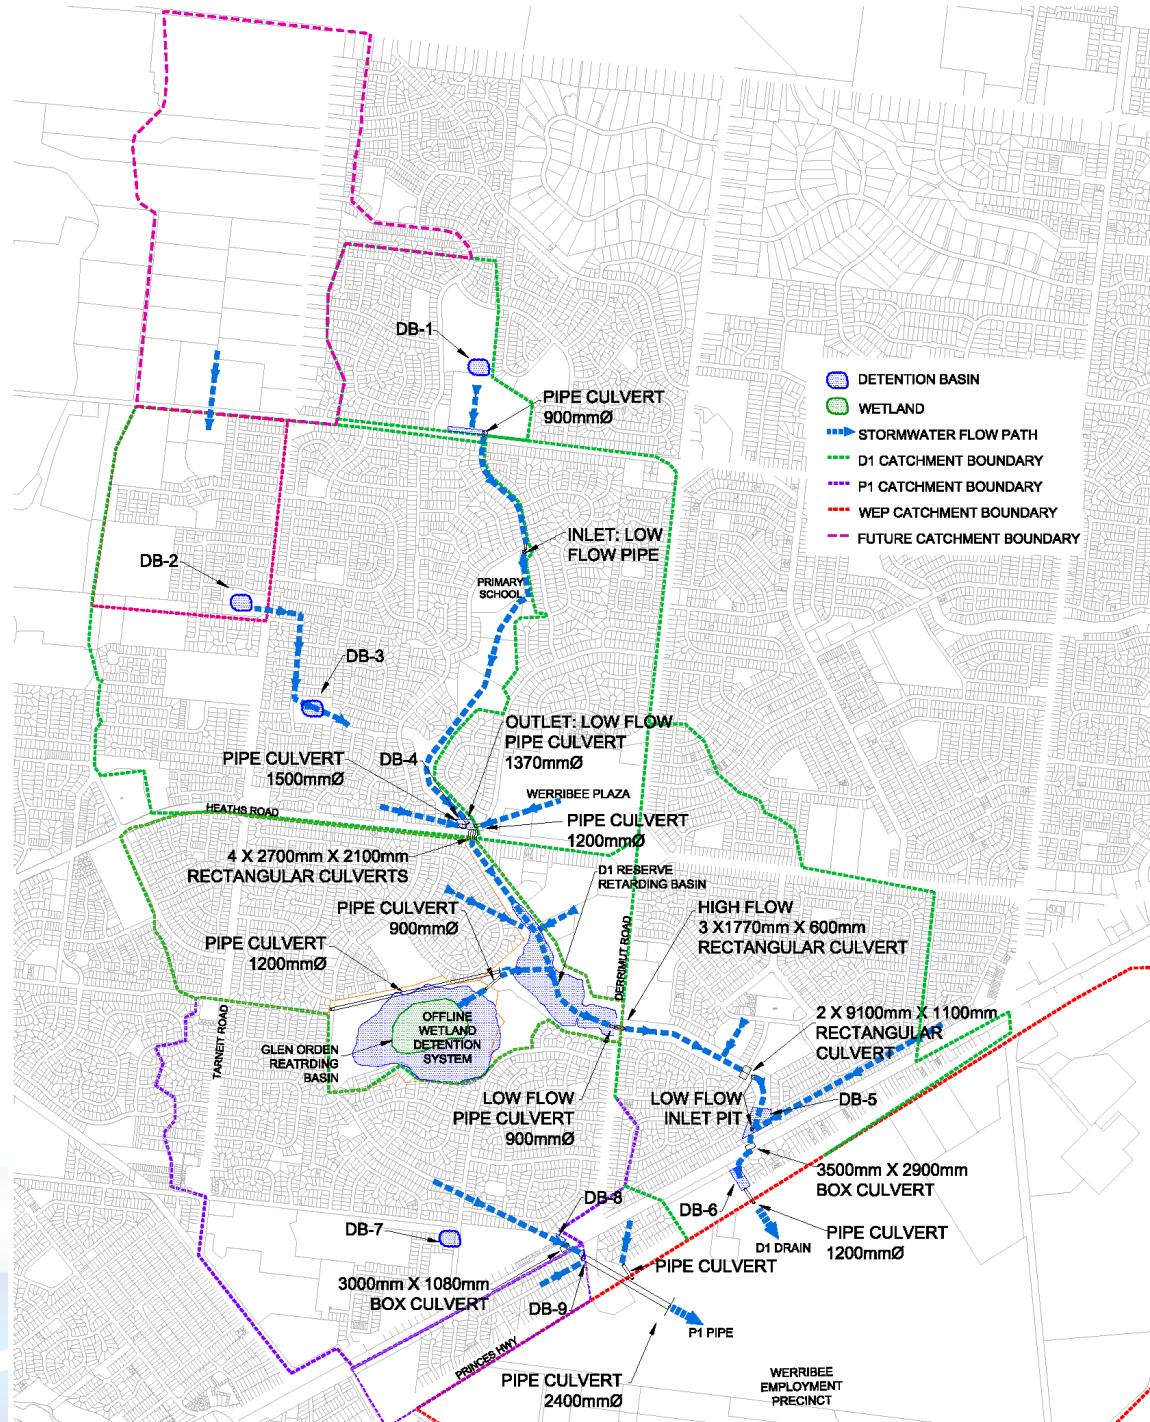 DB-1
PIPE CULVERT
900mmØ
DETENTION BASIN
WETLAND
STORMWATER FLOW PATH
D1 CATCHMENT BOUNDARY
P1 CATCHMENT BOUNDARY
WEP CATCHMENT BOUNDARY
FUTURE CATCHMENT BOUNDARY
INLET: LOW
FLOW PIPE
DB-2
PRIMARY
SCHOOL
DB-3
OUTLET: LOW FLOW
PIPE CULVERT
1370mmØ
PIPE CULVERT
1500mmØ
DB-4
WERRIBEE PLAZA
HEATHS ROAD
PIPE CULVERT
1200mmØ
4 X 2700mm X 2100mm
RECTANGULAR CULVERTS
D1 RESERVE
RETARDING BASIN
PIPE CULVERT
900mmØ
HIGH FLOW
3 X1770mm X 600mm
RECTANGULAR CULVERT
PIPE CULVERT
1200mmØ
DERRIMUT ROAD
OFFLINE
WETLAND
DETENTION
SYSTEM
2 X 9100mm X 1100mm
RECTANGULAR
CULVERT
TARNEIT ROAD
GLEN ORDEN
REATRDING
BASIN
LOW FLOW
PIPE CULVERT
900mmØ
LOW FLOW
INLET PIT
DB-5
3500mm X 2900mm
BOX CULVERT
DB-8
DB-6
DB-7
PIPE CULVERT
1200mmØ
D1 DRAIN
PIPE CULVERT
3000mm X 1080mm
BOX CULVERT
DB-9
P1 PIPE
PRINCES HWY
PIPE CULVERT
2400mmØ
WERRIBEE
EMPLOYMENT
PRECINCT